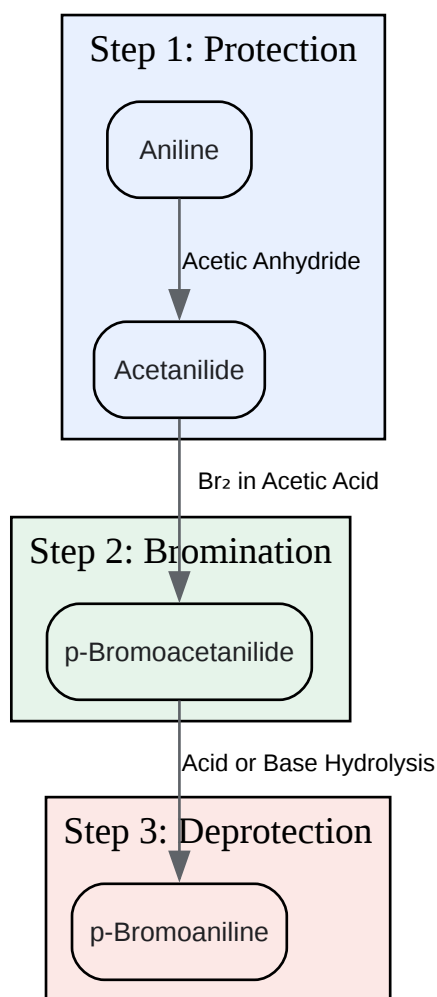 Step 1: Protection
Aniline
Acetic Anhydride
Acetanilide
Br₂ in Acetic Acid
Step 2: Bromination
p-Bromoacetanilide
Acid or Base Hydrolysis
Step 3: Deprotection
p-Bromoaniline